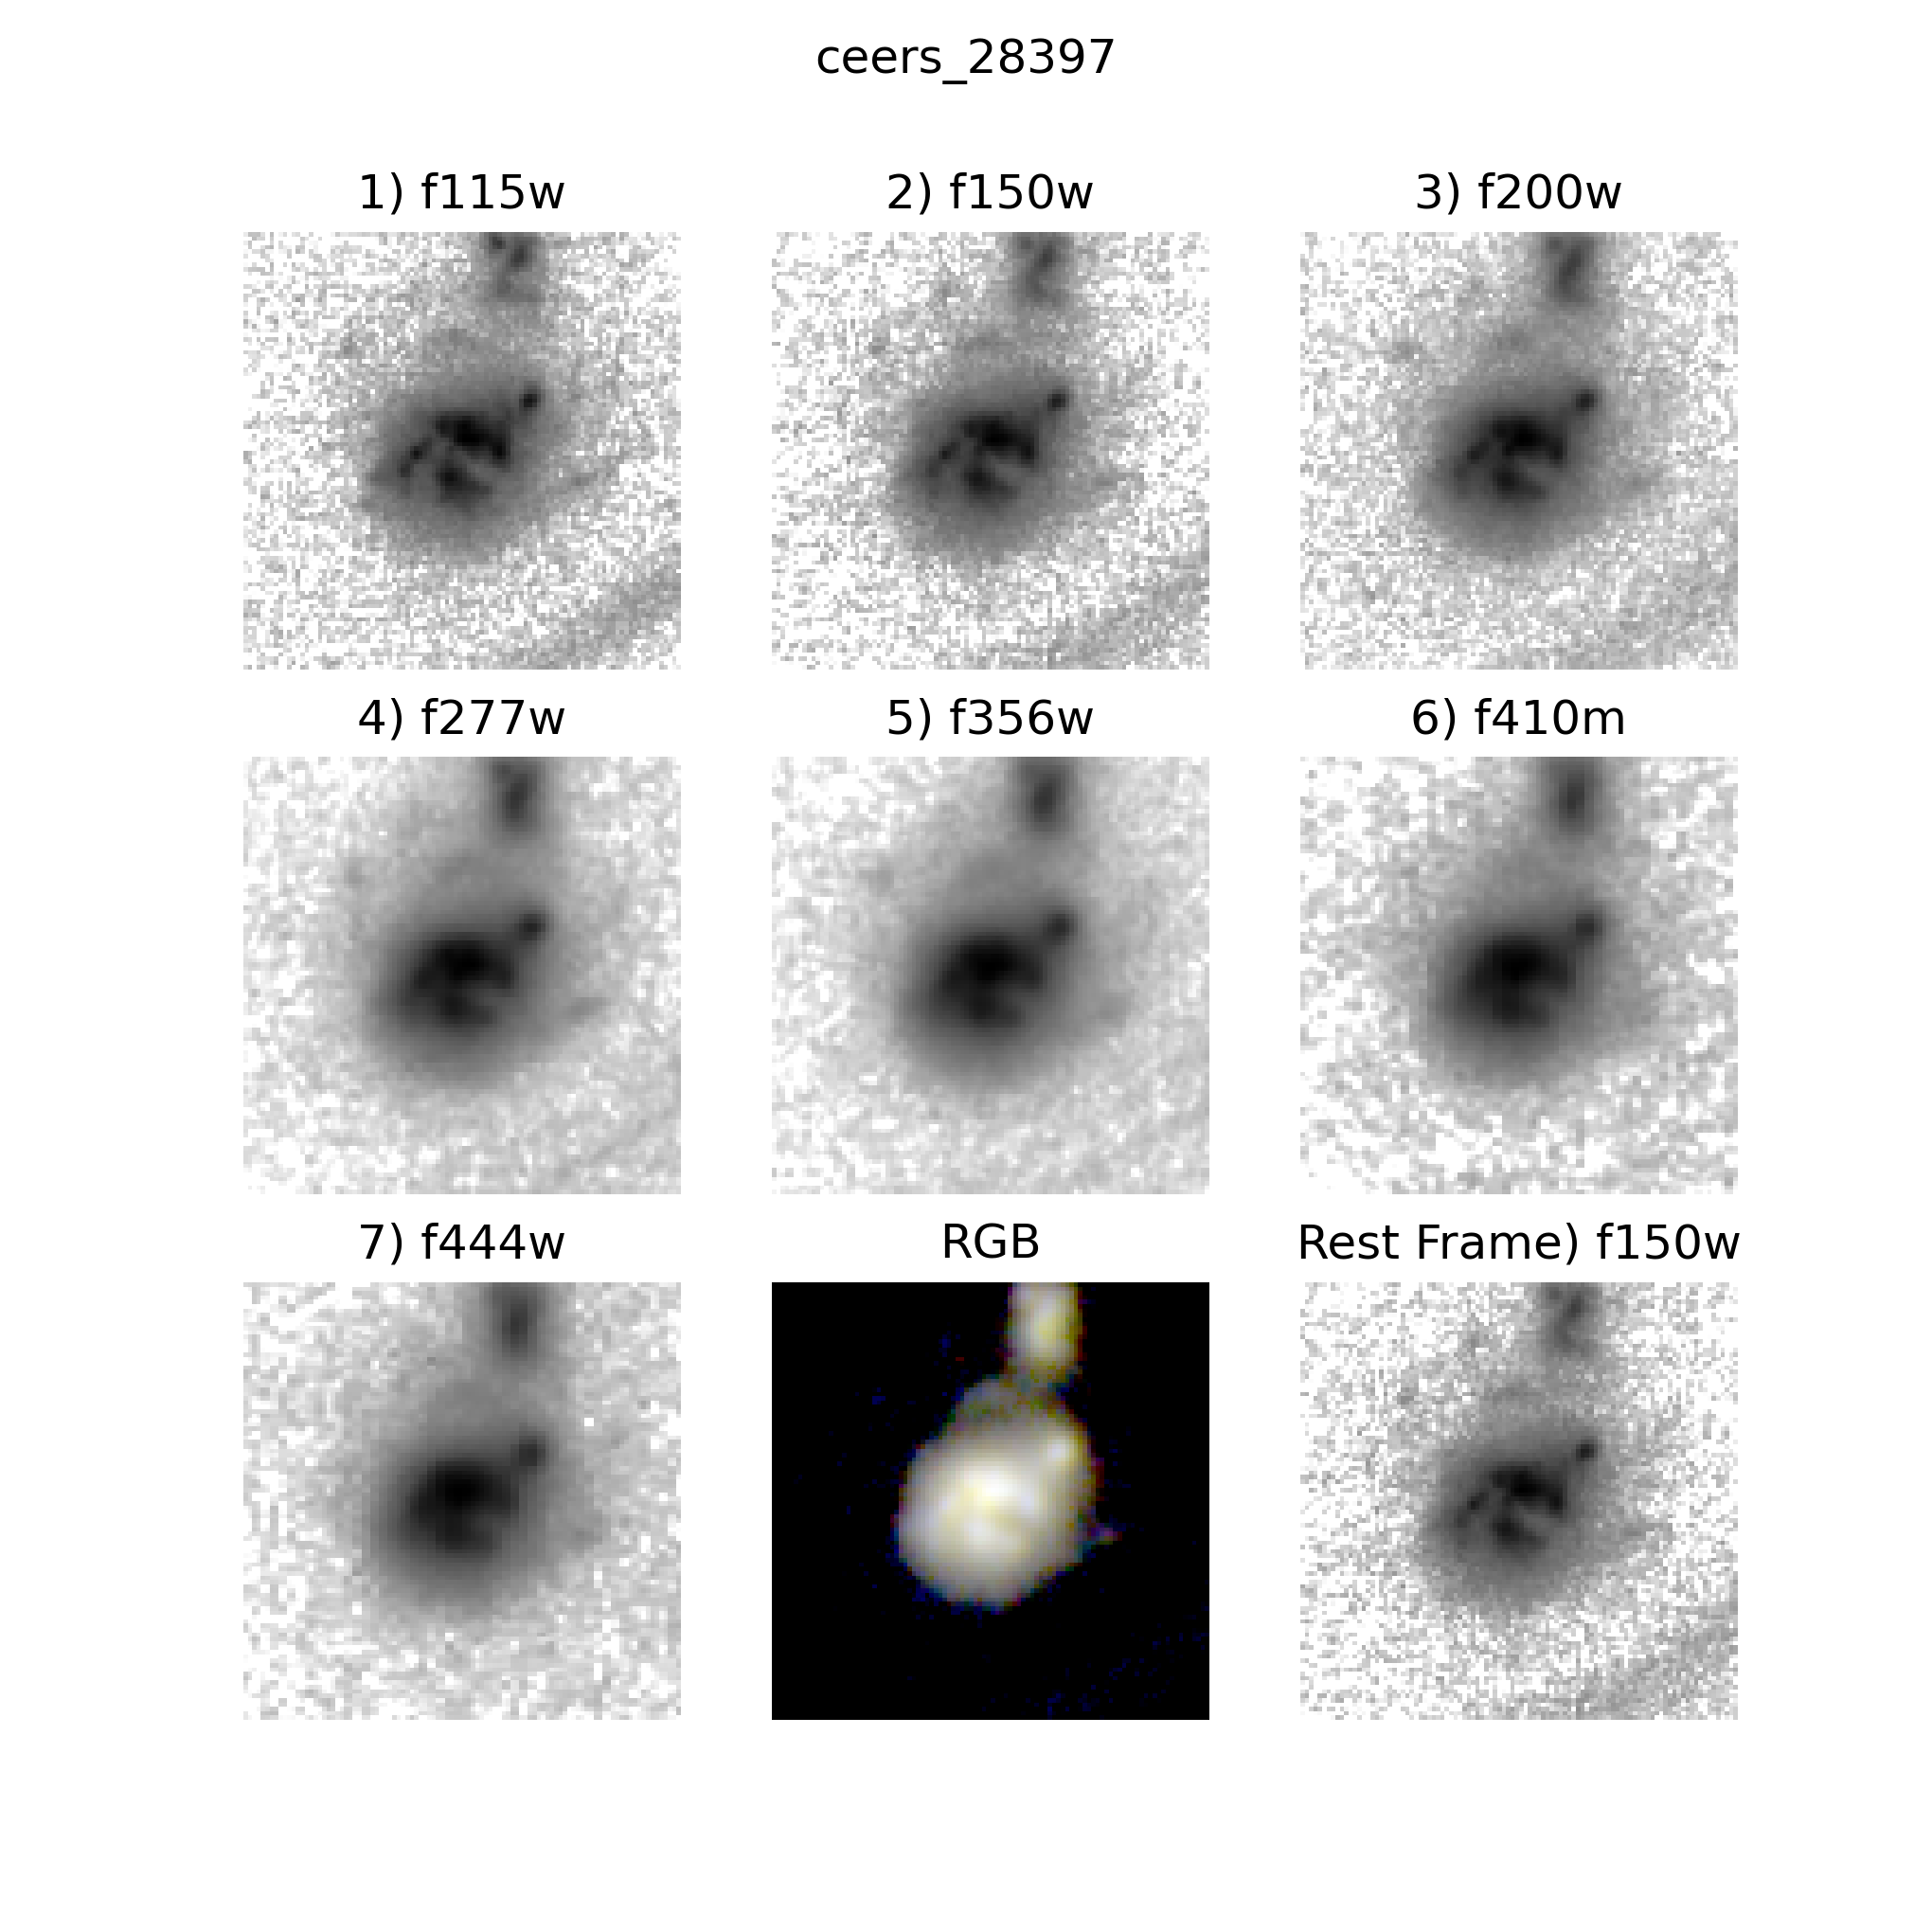 ceers_28397
1) f115w
2) f150w
3) f200w
4) f277w
5) f356w
6) f410m
7) f444w
RGB
Rest Frame) f150w